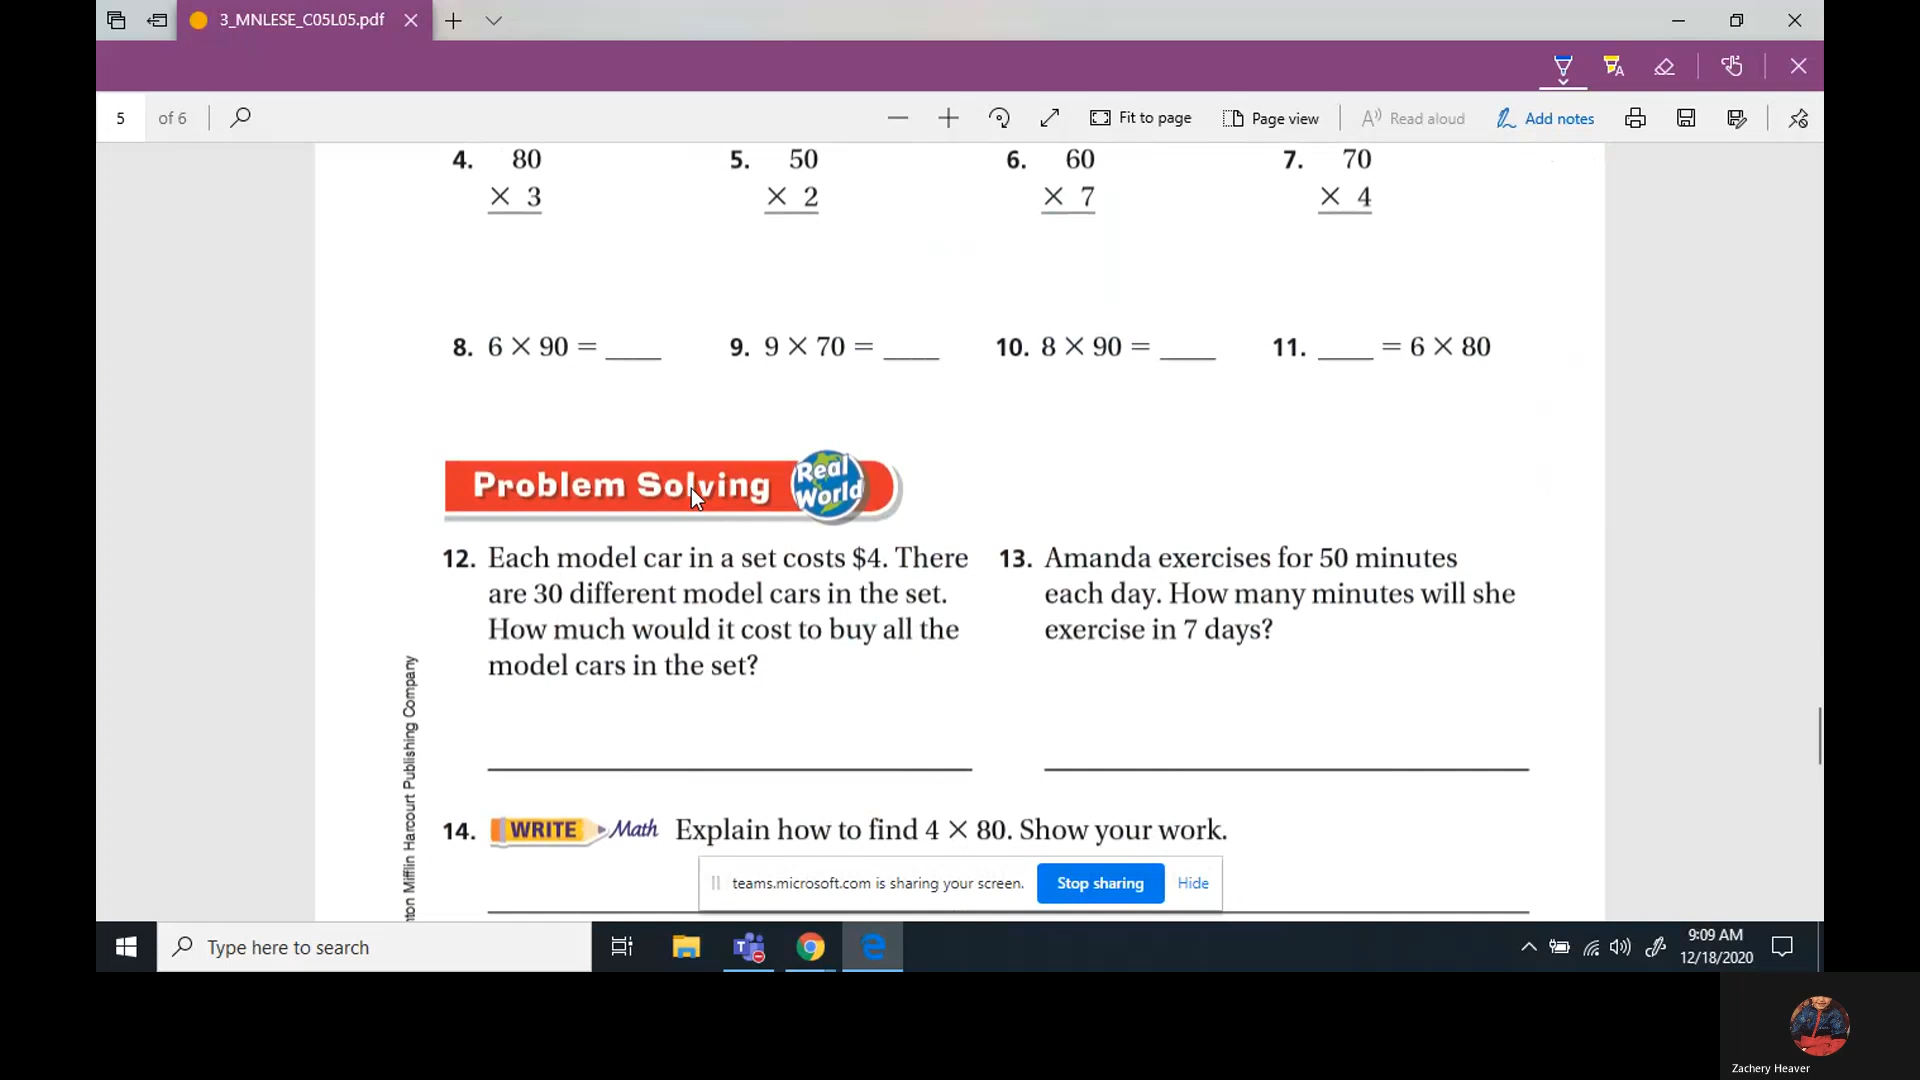 3_MNLESE_C05L05.pdf
5 of 6 Fit to page Page view Read aloud Add notes
4. 80 5. 50 6. 60 7. 70
× 3 × 2 × 7 × 4
8. 6 × 90 = ____ 9. 9 × 70 = ____ 10. 8 × 90 = ____ 11. ____ = 6 × 80
Problem Solving Real World
12. Each model car in a set costs $4. There
are 30 different model cars in the set.
How much would it cost to buy all the
model cars in the set?
13. Amanda exercises for 50 minutes
each day. How many minutes will she
exercise in 7 days?
14. WRITE Math Explain how to find 4 × 80. Show your work.
Mifflin Harcourt Publishing Company
teams.microsoft.com is sharing your screen. Stop sharing Hide
Type here to search
9:09 AM
12/18/2020
Zachery Heaver